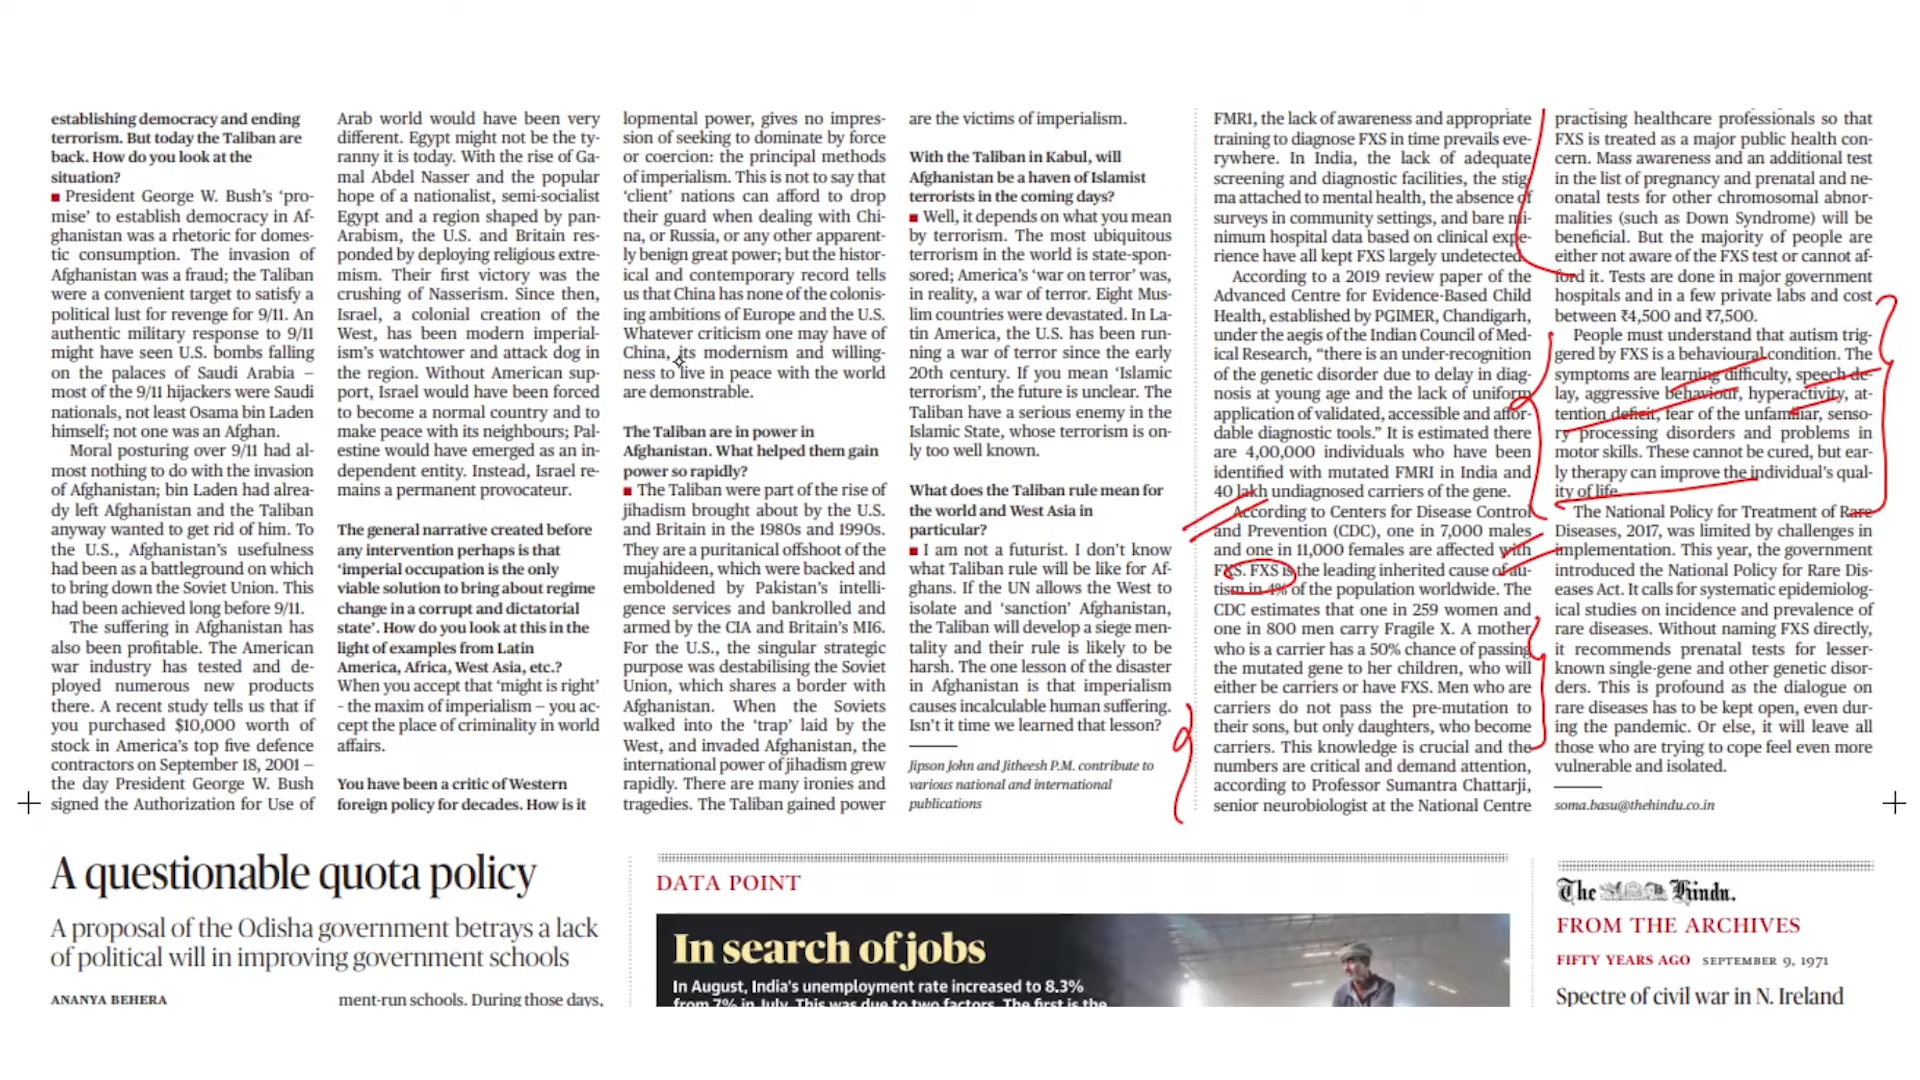 establishing democracy and ending
terrorism. But today the Taliban are
back. How do you look at the
situation?
■ President George W. Bush's 'pro-
mise' to establish democracy in Af-
ghanistan was a rhetoric for domes-
tic consumption. The invasion of
Afghanistan was a fraud; the Taliban
were a convenient target to satisfy a
political lust for revenge for 9/11. An
authentic military response to 9/11
might have seen U.S. bombs falling
on the palaces of Saudi Arabia –
most of the 9/11 hijackers were Saudi
nationals, not least Osama bin Laden
himself; not one was an Afghan.
Moral posturing over 9/11 had al-
most nothing to do with the invasion
of Afghanistan; bin Laden had alrea-
dy left Afghanistan and the Taliban
anyway wanted to get rid of him. To
the U.S., Afghanistan's usefulness
had been as a battleground on which
to bring down the Soviet Union. This
had been achieved long before 9/11.
The suffering in Afghanistan has
also been profitable. The American
war industry has tested and de-
ployed numerous new products
there. A recent study tells us that if
you purchased $10,000 worth of
stock in America's top five defence
contractors on September 18, 2001 –
the day President George W. Bush
signed the Authorization for Use of
Arab world would have been very
different. Egypt might not be the ty-
ranny it is today. With the rise of Ga-
mal Abdel Nasser and the popular
hope of a nationalist, semi-socialist
Egypt and a region shaped by pan-
Arabism, the U.S. and Britain res-
ponded by deploying religious extre-
mism. Their first victory was the
crushing of Nasserism. Since then,
Israel, a colonial creation of the
West, has been modern imperial-
ism's watchtower and attack dog in
the region. Without American sup-
port, Israel would have been forced
to become a normal country and to
make peace with its neighbours; Pal-
estine would have emerged as an in-
dependent entity. Instead, Israel re-
mains a permanent provocateur.
The general narrative created before
any intervention perhaps is that
'imperial occupation is the only
viable solution to bring about regime
change in a corrupt and dictatorial
state'. How do you look at this in the
light of examples from Latin
America, Africa, West Asia, etc.?
When you accept that 'might is right'
- the maxim of imperialism – you ac-
cept the place of criminality in world
affairs.
You have been a critic of Western
foreign policy for decades. How is it
lopmental power, gives no impres-
sion of seeking to dominate by force
or coercion: the principal methods
of imperialism. This is not to say that
'client' nations can afford to drop
their guard when dealing with Chi-
na, or Russia, or any other apparent-
ly benign great power; but the histor-
ical and contemporary record tells
us that China has none of the colonis-
ing ambitions of Europe and the U.S.
Whatever criticism one may have of
China, its modernism and willing-
ness to live in peace with the world
are demonstrable.
The Taliban are in power in
Afghanistan. What helped them gain
power so rapidly?
■ The Taliban were part of the rise of
jihadism brought about by the U.S.
and Britain in the 1980s and 1990s.
They are a puritanical offshoot of the
mujahideen, which were backed and
emboldened by Pakistan's intelli-
gence services and bankrolled and
armed by the CIA and Britain's MI6.
For the U.S., the singular strategic
purpose was destabilising the Soviet
Union, which shares a border with
Afghanistan. When the Soviets
walked into the 'trap' laid by the
West, and invaded Afghanistan, the
international power of jihadism grew
rapidly. There are many ironies and
tragedies. The Taliban gained power
are the victims of imperialism.
With the Taliban in Kabul, will
Afghanistan be a haven of Islamist
terrorists in the coming days?
■ Well, it depends on what you mean
by terrorism. The most ubiquitous
terrorism in the world is state-spon-
sored; America's 'war on terror' was,
in reality, a war of terror. Eight Mus-
lim countries were devastated. In La-
tin America, the U.S. has been run-
ning a war of terror since the early
20th century. If you mean 'Islamic
terrorism', the future is unclear. The
Taliban have a serious enemy in the
Islamic State, whose terrorism is on-
ly too well known.
What does the Taliban rule mean for
the world and West Asia in
particular?
■ I am not a futurist. I don't know
what Taliban rule will be like for Af-
ghans. If the UN allows the West to
isolate and 'sanction' Afghanistan,
the Taliban will develop a siege men-
tality and their rule is likely to be
harsh. The one lesson of the disaster
in Afghanistan is that imperialism
causes incalculable human suffering.
Isn't it time we learned that lesson?
Jipson John and Jitheesh P.M. contribute to
various national and international
publications
FMRI, the lack of awareness and appropriate
training to diagnose FXS in time prevails eve-
rywhere. In India, the lack of adequate
screening and diagnostic facilities, the stig-
ma attached to mental health, the absence of
surveys in community settings, and bare mi-
nimum hospital data based on clinical expe-
rience have all kept FXS largely undetected.
According to a 2019 review paper of the
Advanced Centre for Evidence-Based Child
Health, established by PGIMER, Chandigarh,
under the aegis of the Indian Council of Med-
ical Research, "there is an under-recognition
of the genetic disorder due to delay in diag-
nosis at young age and the lack of uniform
application of validated, accessible and affor-
dable diagnostic tools." It is estimated there
are 4,00,000 individuals who have been
identified with mutated FMRI in India and
40 lakh undiagnosed carriers of the gene.
According to Centers for Disease Control
and Prevention (CDC), one in 7,000 males
and one in 11,000 females are affected with
FXS. FXS is the leading inherited cause of au-
tism in 4% of the population worldwide. The
CDC estimates that one in 259 women and
one in 800 men carry Fragile X. A mother
who is a carrier has a 50% chance of passing
the mutated gene to her children, who will
either be carriers or have FXS. Men who are
carriers do not pass the pre-mutation to
their sons, but only daughters, who become
carriers. This knowledge is crucial and the
numbers are critical and demand attention,
according to Professor Sumantra Chattarji,
senior neurobiologist at the National Centre
practising healthcare professionals so that
FXS is treated as a major public health con-
cern. Mass awareness and an additional test
in the list of pregnancy and prenatal and ne-
onatal tests for other chromosomal abnor-
malities (such as Down Syndrome) will be
beneficial. But the majority of people are
either not aware of the FXS test or cannot af-
ford it. Tests are done in major government
hospitals and in a few private labs and cost
between ₹4,500 and ₹7,500.
People must understand that autism trig-
gered by FXS is a behavioural condition. The
symptoms are learning difficulty, speech de-
lay, aggressive behaviour, hyperactivity, at-
tention deficit, fear of the unfamiliar, senso-
ry processing disorders and problems in
motor skills. These cannot be cured, but ear-
ly therapy can improve the individual's qual-
ity of life.
The National Policy for Treatment of Rare
Diseases, 2017, was limited by challenges in
implementation. This year, the government
introduced the National Policy for Rare Dis-
eases Act. It calls for systematic epidemiolog-
ical studies on incidence and prevalence of
rare diseases. Without naming FXS directly,
it recommends prenatal tests for lesser-
known single-gene and other genetic disor-
ders. This is profound as the dialogue on
rare diseases has to be kept open, even dur-
ing the pandemic. Or else, it will leave all
those who are trying to cope feel even more
vulnerable and isolated.
soma.basu@thehindu.co.in
A questionable quota policy
A proposal of the Odisha government betrays a lack
of political will in improving government schools
ANANYA BEHERA
ment-run schools. During those days,
DATA POINT
In search of jobs
In August, India's unemployment rate increased to 8.3%
from 7% in July. This was due to two factors. The first is the
The Hindu.
FROM THE ARCHIVES
FIFTY YEARS AGO SEPTEMBER 9, 1971
Spectre of civil war in N. Ireland